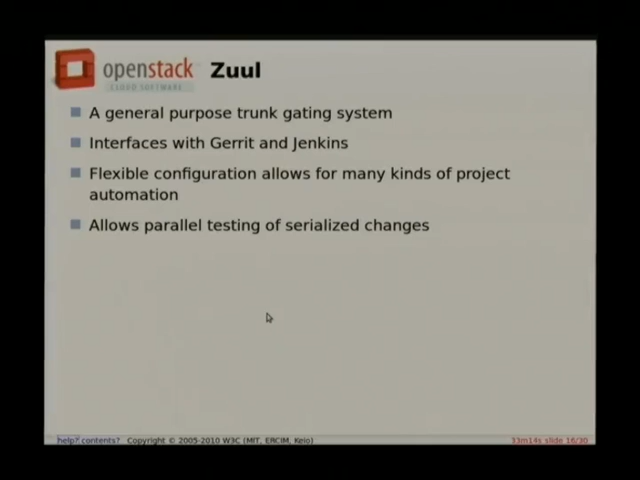 openstack
CLOUD SOFTWARE
Zuul
A general purpose trunk gating system
Interfaces with Gerrit and Jenkins
Flexible configuration allows for many kinds of project
automation
Allows parallel testing of serialized changes
help? contents? Copyright © 2005-2010 W3C (MIT, ERCIM, Keio)
33m14s slide 16/30